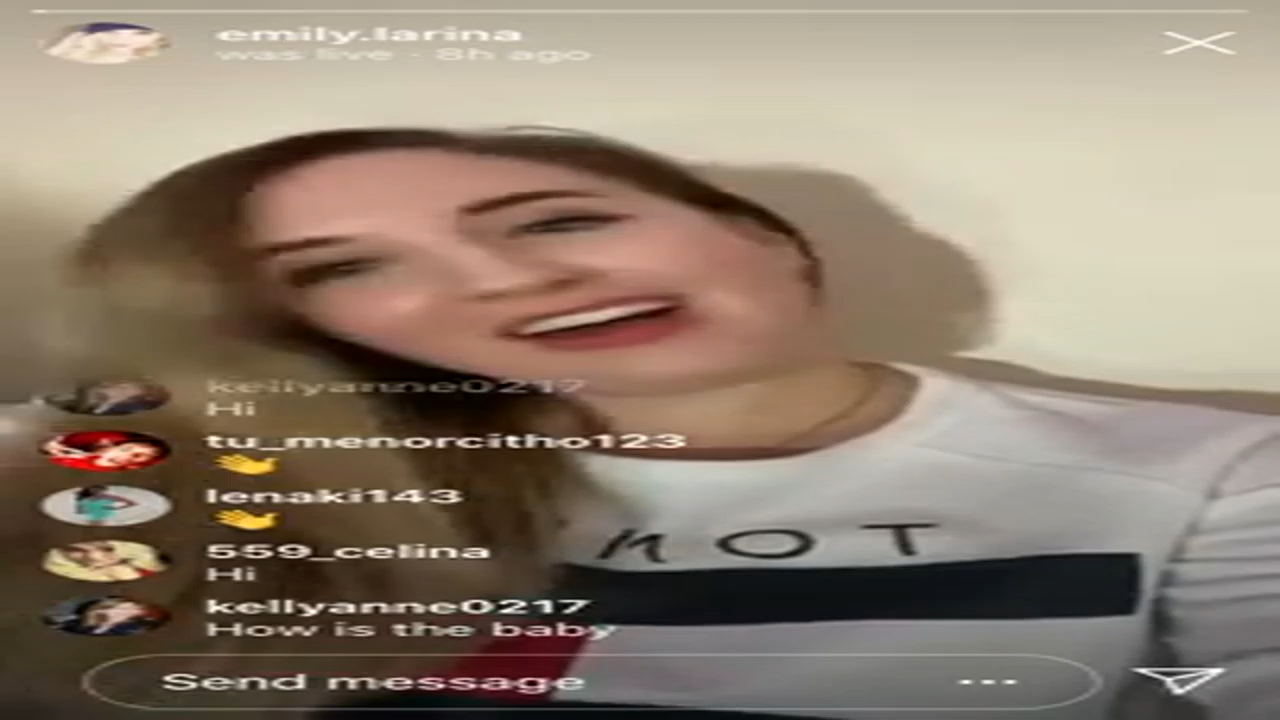 emily.larina
was live · 8h ago
kellyanne0217
Hi
tu_menorcitho123
👋
lenaki143
👋
559_celina
Hi
MOT
kellyanne0217
How is the baby
Send message